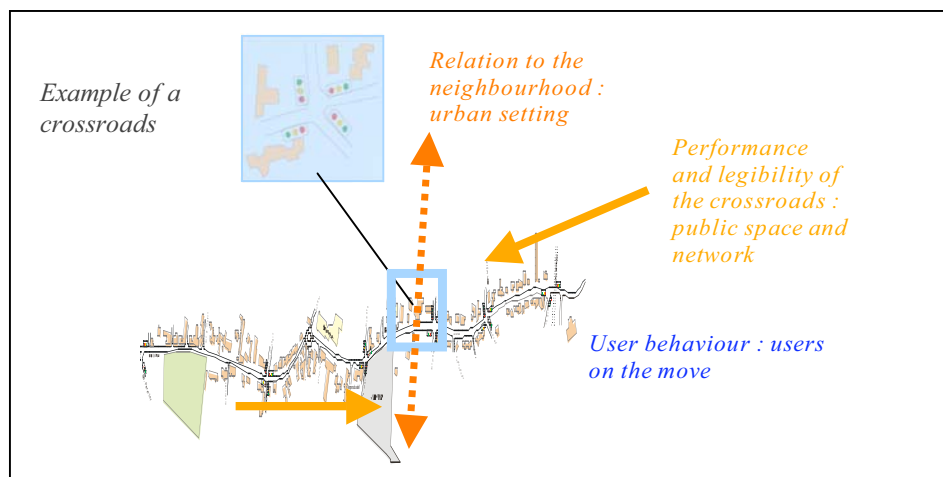 Example of a
crossroads
Relation to the
neighbourhood :
urban setting
Performance
and legibility of
the crossroads :
public space and
network
User behaviour : users
on the move